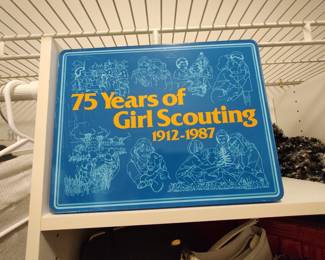 75 Years of
Girl Scouting
1912-1987